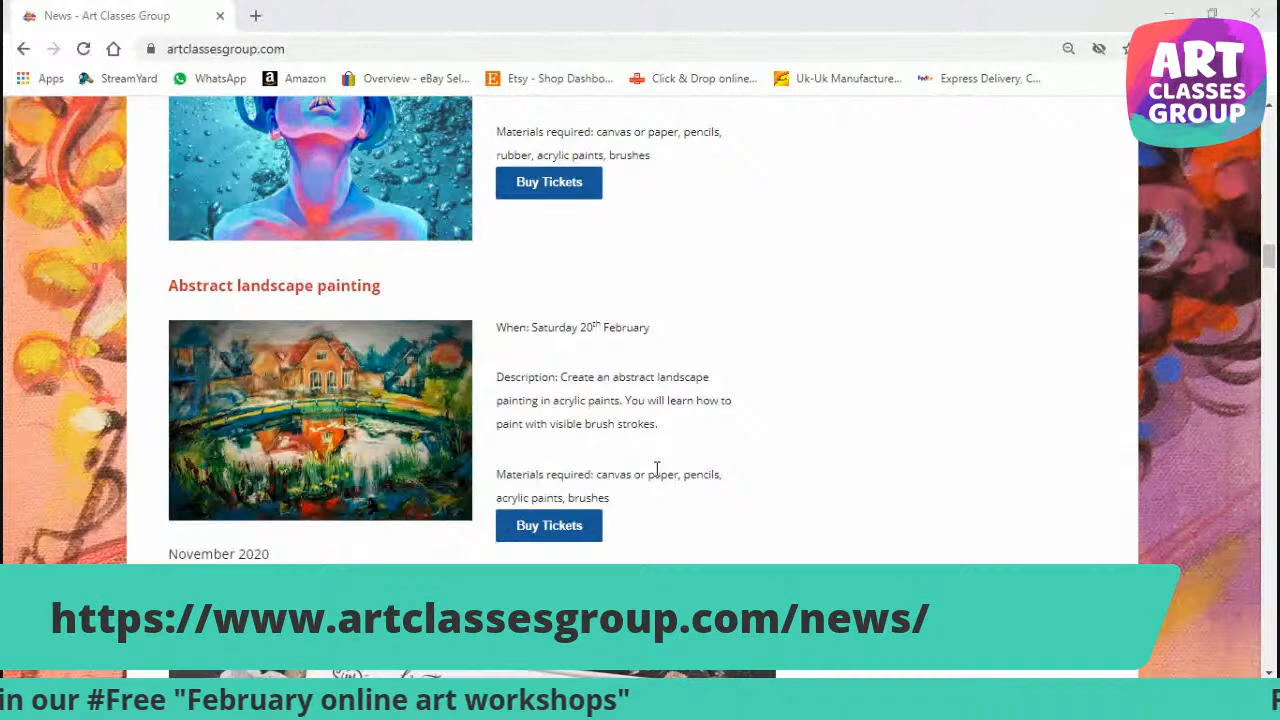 News - Art Classes Group
artclassesgroup.com
Apps
StreamYard
WhatsApp
Amazon
Overview - eBay Sel...
Etsy - Shop Dashbo...
Click & Drop online...
Uk-Uk Manufacture...
Express Delivery, C...
ART
CLASSES
GROUP
Materials required: canvas or paper, pencils,
rubber, acrylic paints, brushes
Buy Tickets
Abstract landscape painting
When: Saturday 20th February
Description: Create an abstract landscape
painting in acrylic paints. You will learn how to
paint with visible brush strokes.
Materials required: canvas or paper, pencils,
acrylic paints, brushes
Buy Tickets
November 2020
https://www.artclassesgroup.com/news/
in our #Free "February online art workshops"